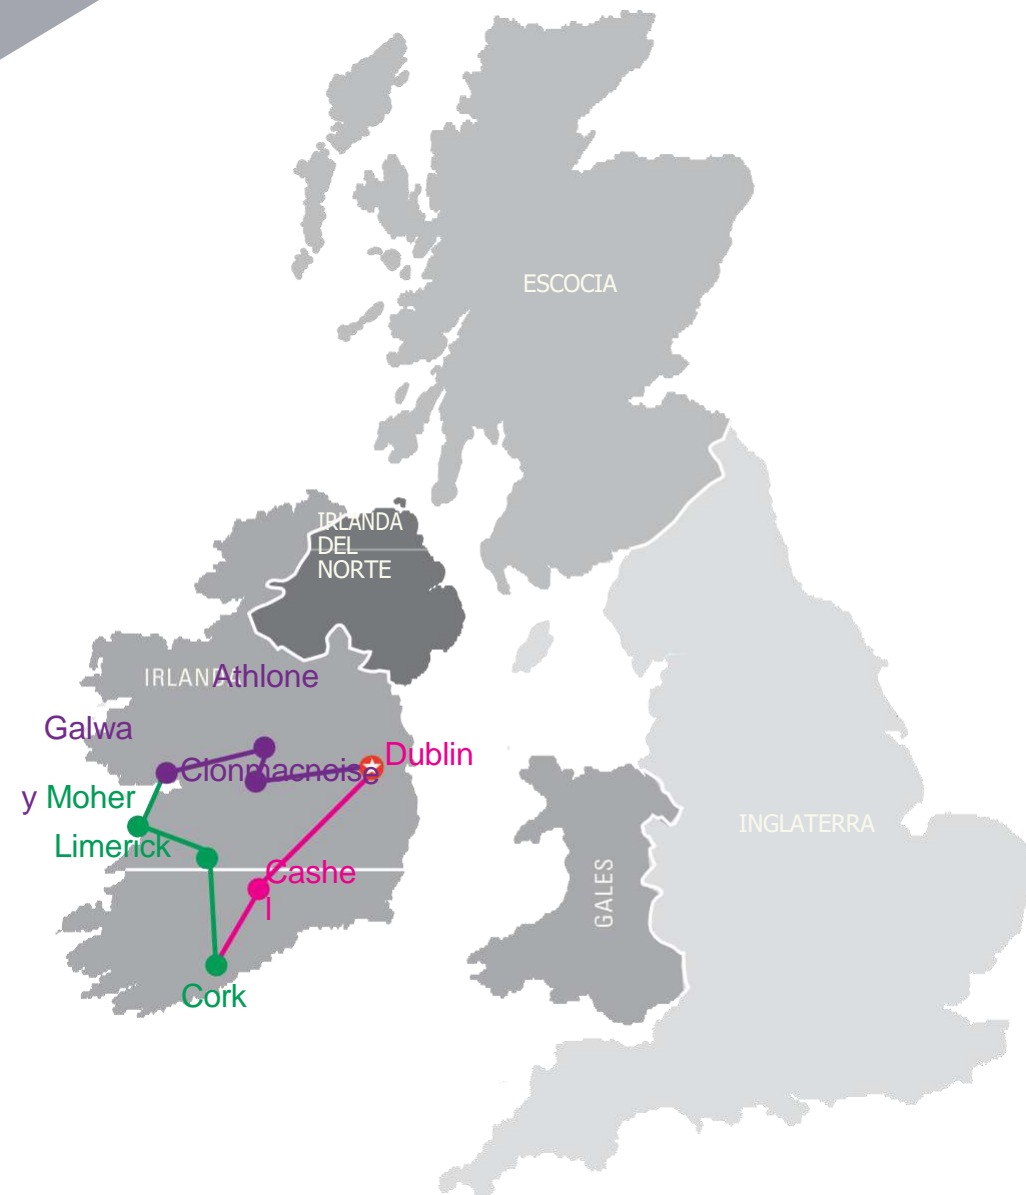 ESCOCIA
IRLANDA
DEL
NORTE
IRLANDA
Athlone
Galwa
y Moher
Clonmacnoise
Dublin
Limerick
Cashe
l
Cork
GALES
INGLATERRA